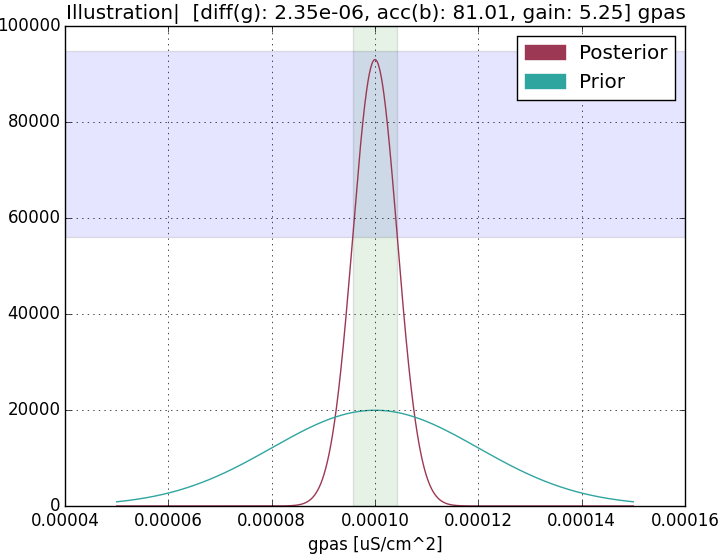 Illustration|  [diff(g): 2.35e-06, acc(b): 81.01, gain: 5.25] gpas
100000
80000
60000
40000
20000
0
Posterior
Prior
0.00004 0.00006 0.00008 0.00010 0.00012 0.00014 0.00016
gpas [uS/cm^2]